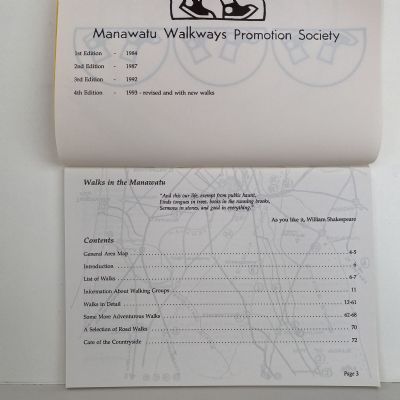 Manawatu Walkways Promotion Society
1st Edition - 1984
2nd Edition - 1987
3rd Edition - 1992
4th Edition - 1993 - revised and with new walks
Walks in the Manawatu
"And this our life, exempt from public haunt,
Finds tongues in trees, books in the running brooks,
Sermons in stones, and good in everything."
As you like it, William Shakespeare
Contents
General Area Map 4-5
Introduction 6
List of Walks 6-7
Information About Walking Groups 11
Walks in Detail 12-61
Some More Adventurous Walks 62-68
A Selection of Road Walks 70
Care of the Countryside 72
Page 3